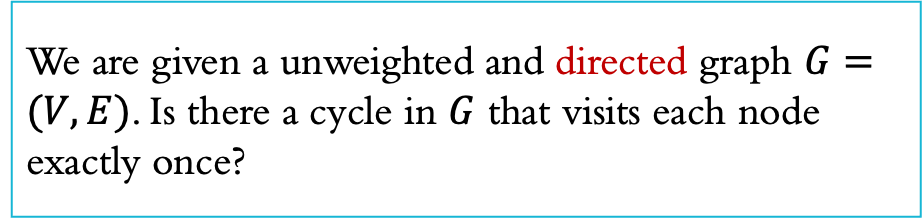 We are given a unweighted and directed graph G =
(V, E). Is there a cycle in G that visits each node
exactly once?